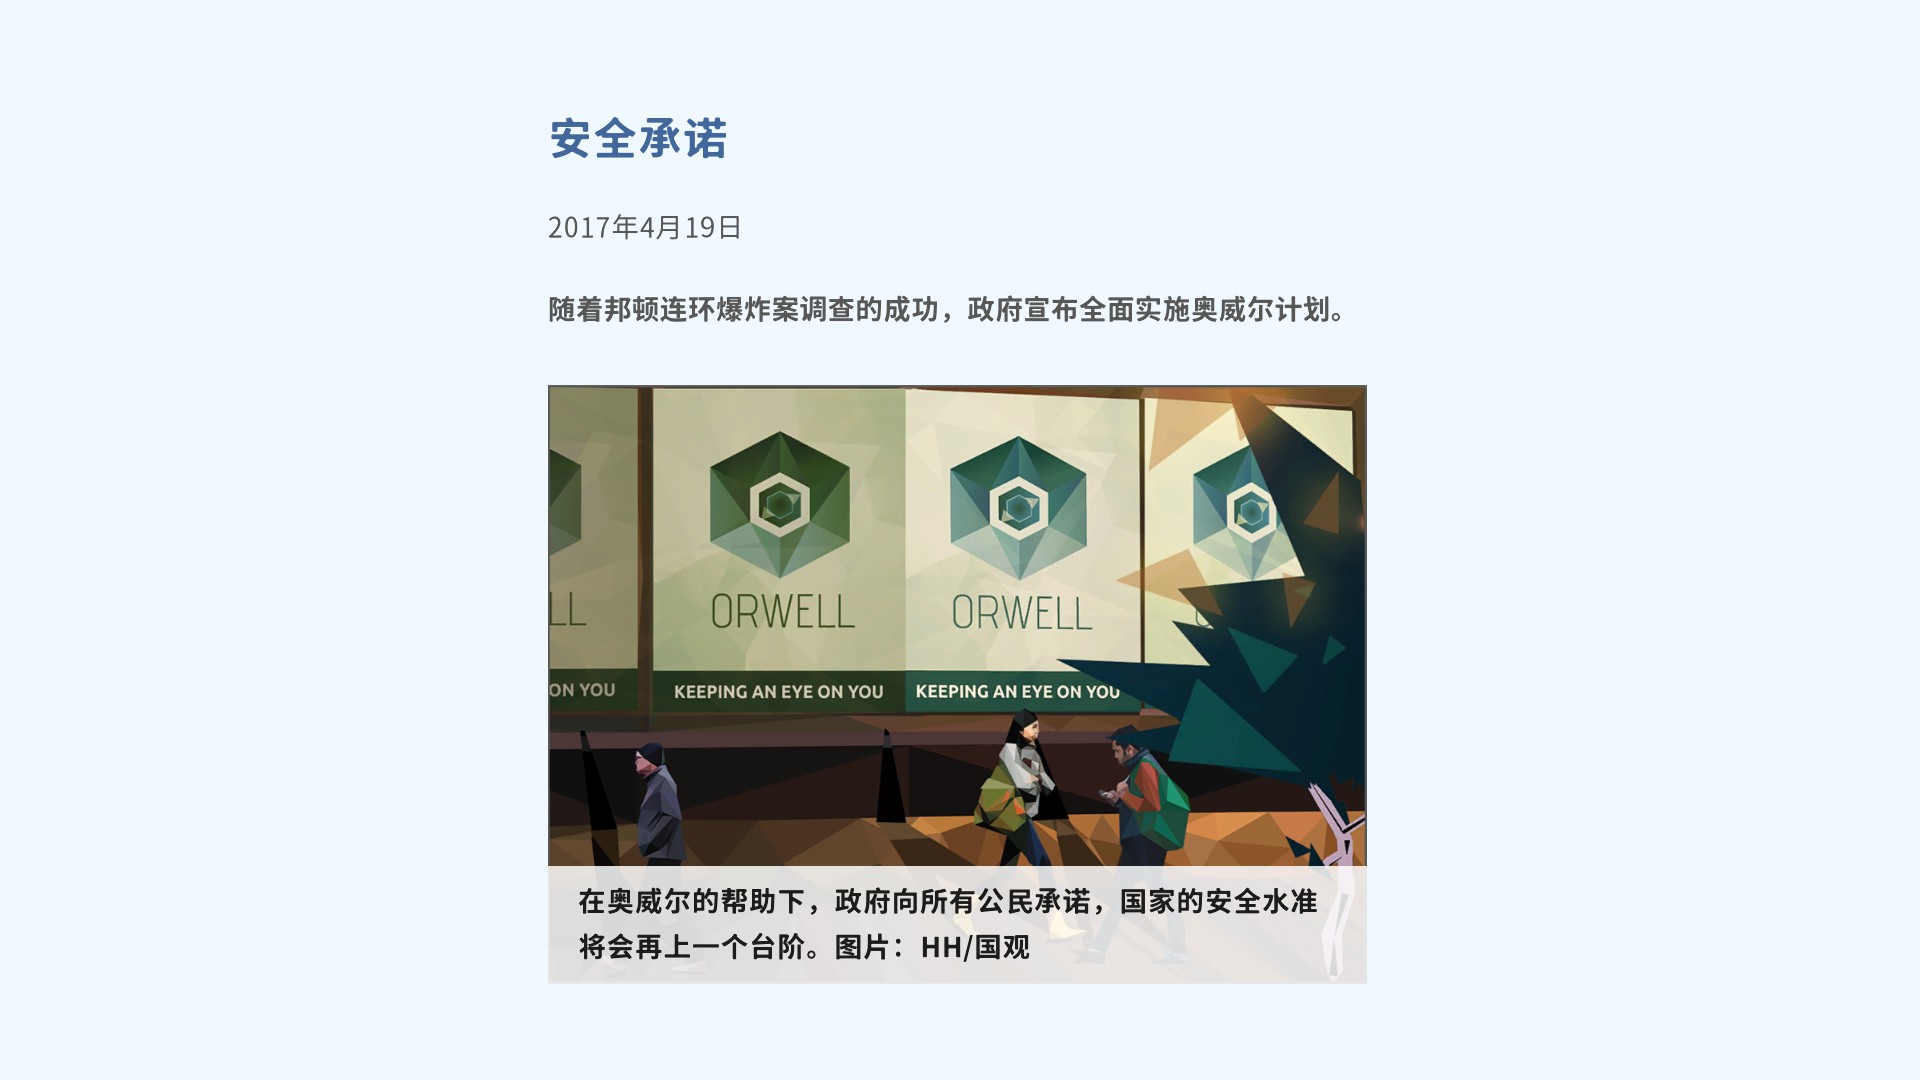 安全承诺
2017年4月19日
随着邦顿连环爆炸案调查的成功，政府宣布全面实施奥威尔计划。
LL
ORWELL
ORWELL
ON YOU
KEEPING AN EYE ON YOU
KEEPING AN EYE ON YOU
在奥威尔的帮助下，政府向所有公民承诺，国家的安全水准
将会再上一个台阶。图片：HH/国观